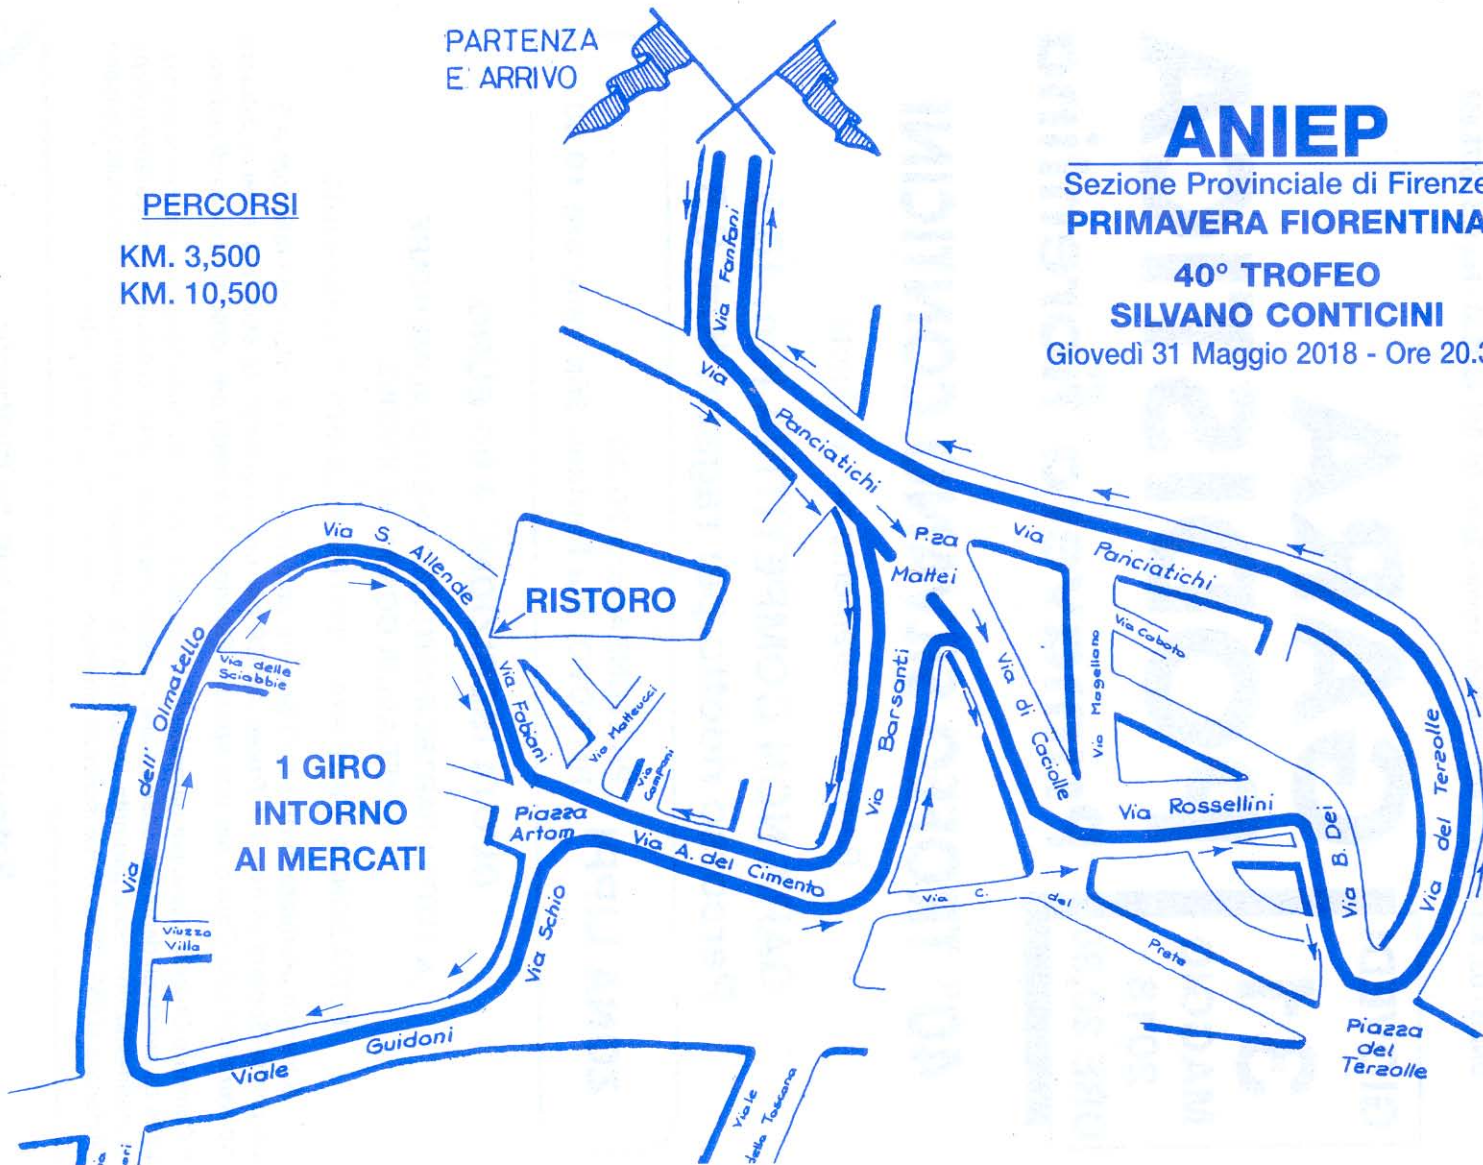 PARTENZA
E' ARRIVO
ANIEP
Sezione Provinciale di Firenze
PRIMAVERA FIORENTINA
40° TROFEO
SILVANO CONTICINI
Giovedì 31 Maggio 2018 - Ore 20.3
PERCORSI
KM. 3,500
KM. 10,500
Via Fanfani
Via
Panciatichi
P.za
Mattei
Via
Panciatichi
Via S. Allende
RISTORO
Via dell' Olmatello
Via delle
Sciabbie
Via Fabiani
Via Matteucci
Via
Campani
1 GIRO
INTORNO
AI MERCATI
Piazza
Artom
Via A. del Cimento
Via Barsanti
Via di Caciolle
Via Magellano
Via Caboto
Via Rossellini
Via B. Dei
Via del Terzolle
Via C. del Prete
Via Schio
Viuzzo
Villa
Viale Guidoni
Viale
della Toscana
Piazza
del
Terzolle